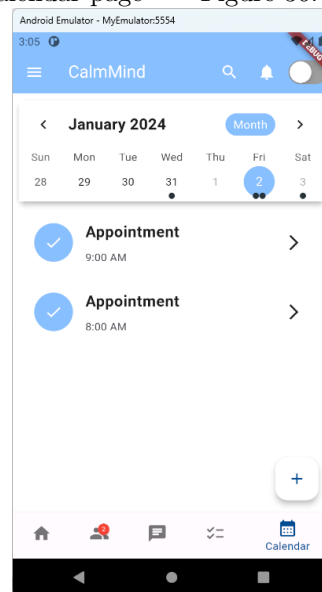 Android Emulator - MyEmulator:5554
3:05
CalmMind
January 2024 Month
Sun Mon Tue Wed Thu Fri Sat
28 29 30 31 1 2 3
Appointment
9:00 AM
Appointment
8:00 AM
+
Calendar